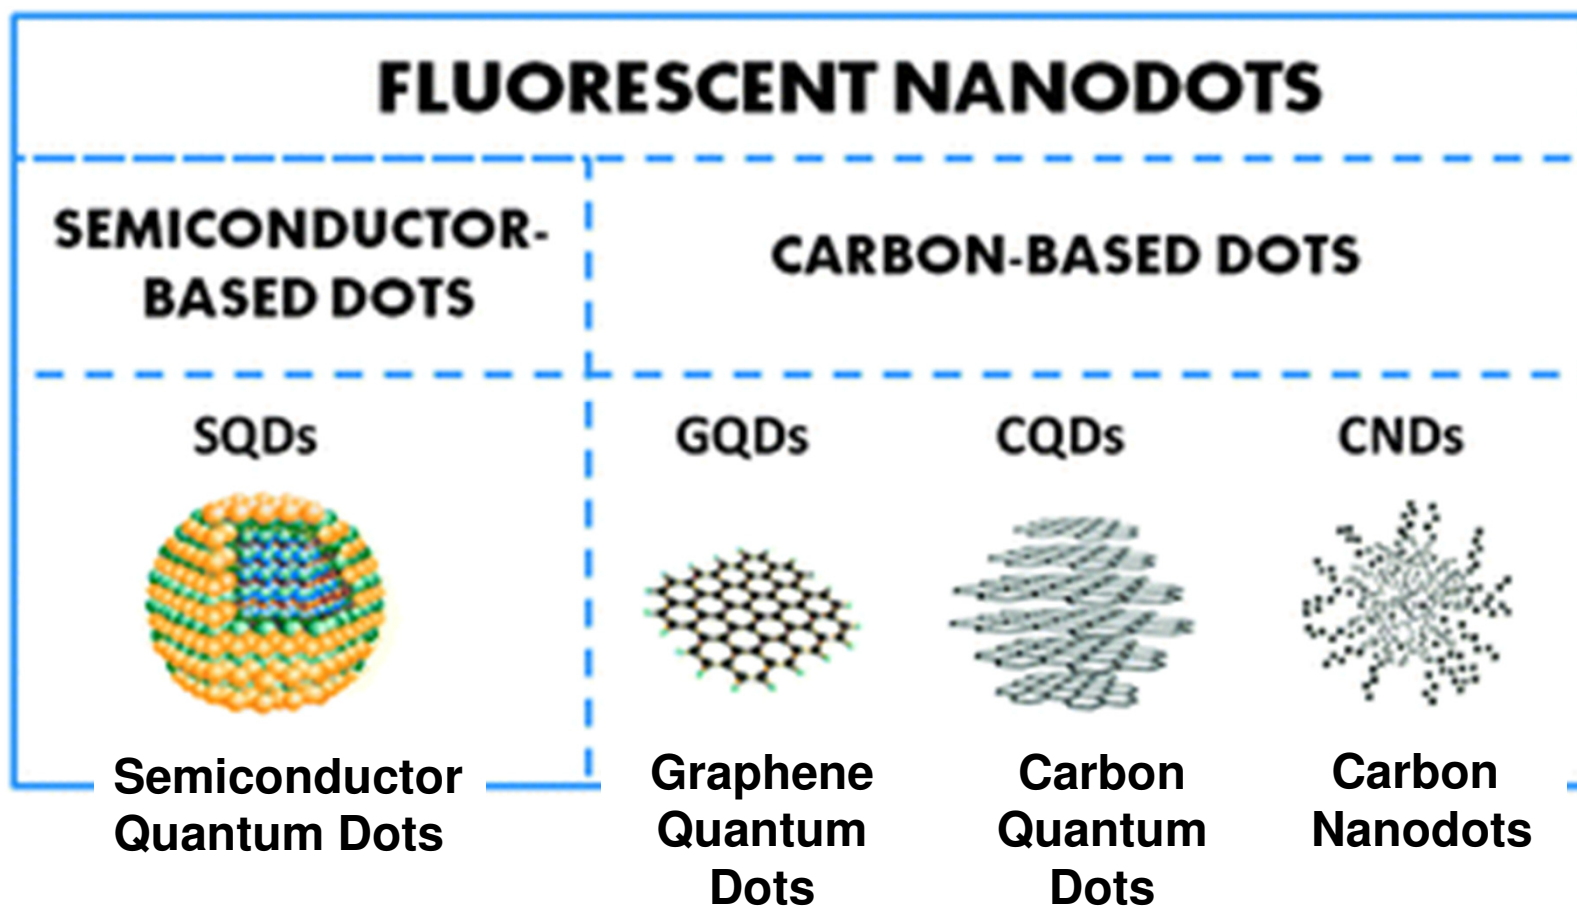 FLUORESCENT NANODOTS
SEMICONDUCTOR-
BASED DOTS
CARBON-BASED DOTS
SQDs
GQDs
CQDs
CNDs
Semiconductor
Quantum Dots
Graphene
Quantum
Dots
Carbon
Quantum
Dots
Carbon
Nanodots